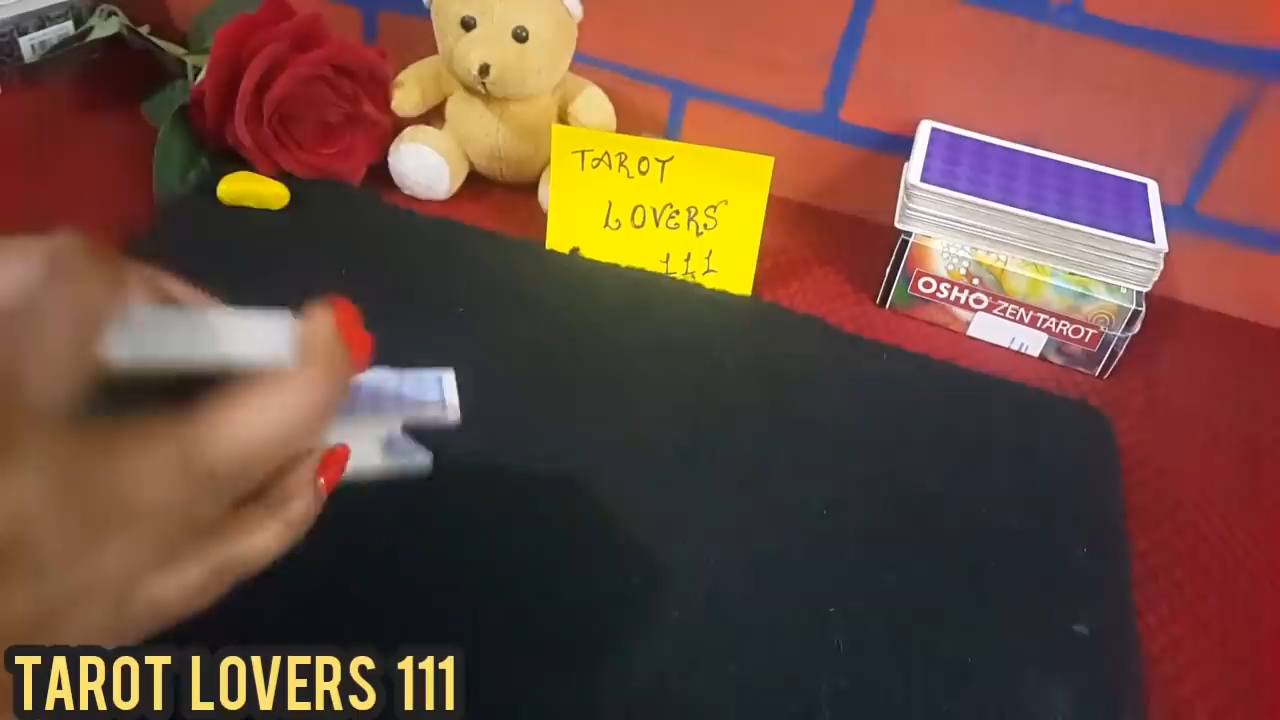 TAROT
LOVERS
111
OSHO ZEN TAROT
TAROT LOVERS 111